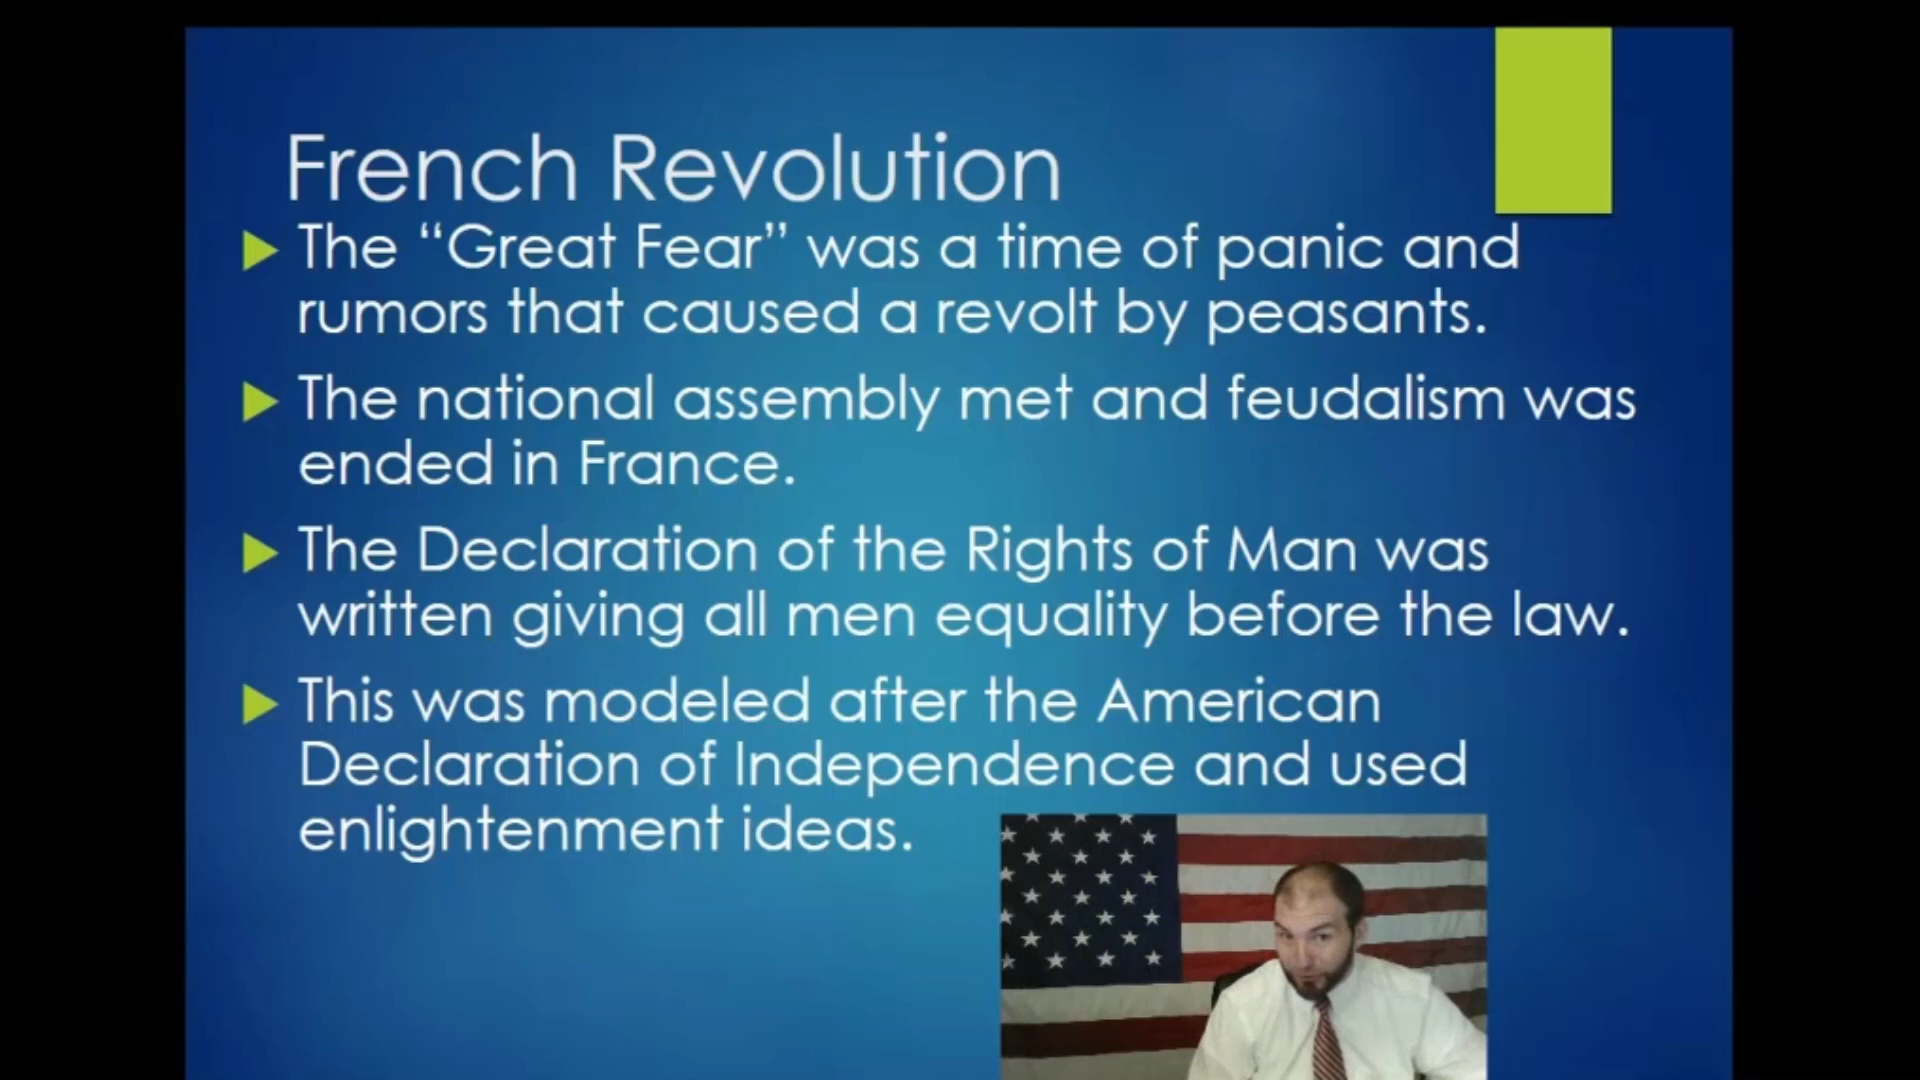 French Revolution
The “Great Fear” was a time of panic and
rumors that caused a revolt by peasants.
The national assembly met and feudalism was
ended in France.
The Declaration of the Rights of Man was
written giving all men equality before the law.
This was modeled after the American
Declaration of Independence and used
enlightenment ideas.